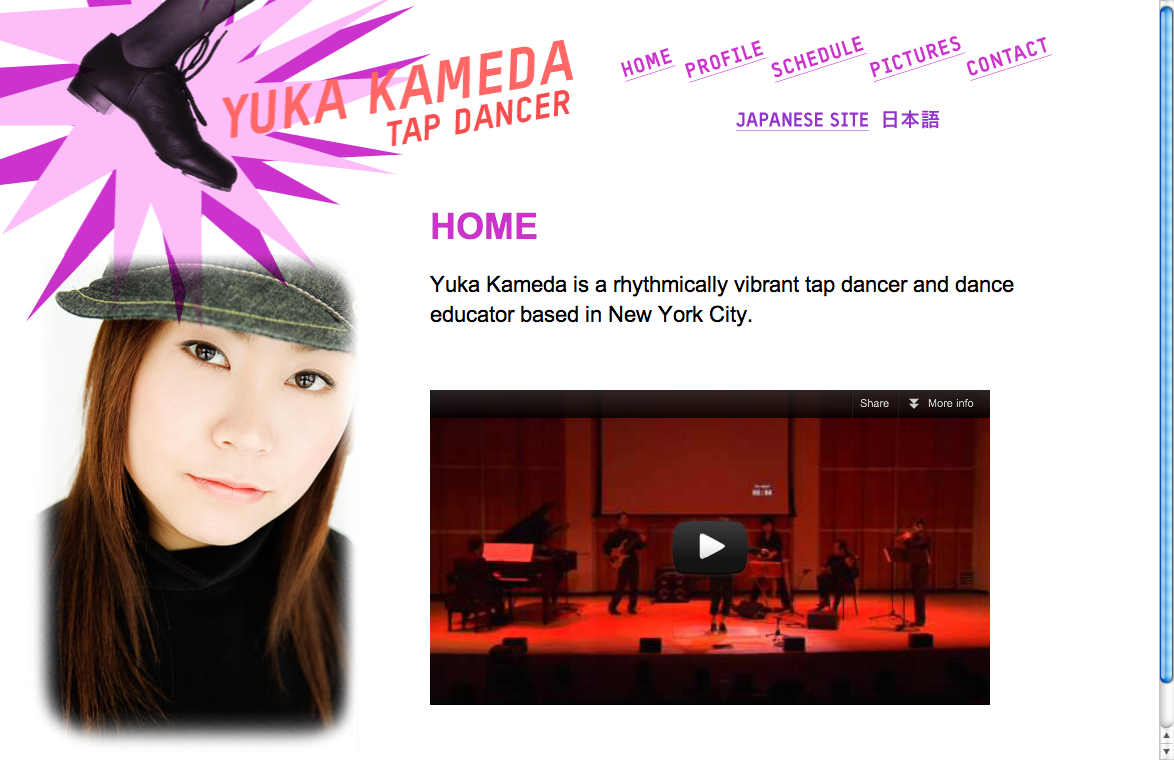 YUKA KAMEDA
TAP DANCER
HOME PROFILE SCHEDULE PICTURES CONTACT
JAPANESE SITE 日本語
HOME
Yuka Kameda is a rhythmically vibrant tap dancer and dance
educator based in New York City.
Share More info